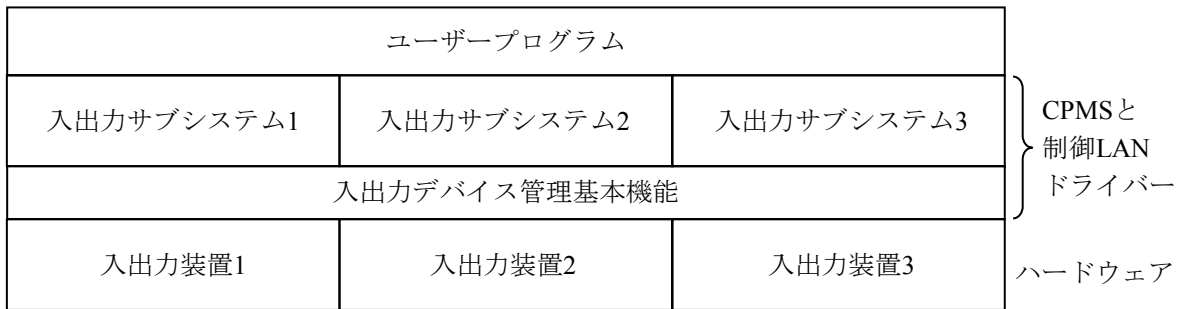 ユーザープログラム
入出力サブシステム1
入出力サブシステム2
入出力サブシステム3
CPMSと
制御LAN
ドライバー
入出力デバイス管理基本機能
入出力装置1
入出力装置2
入出力装置3
ハードウェア